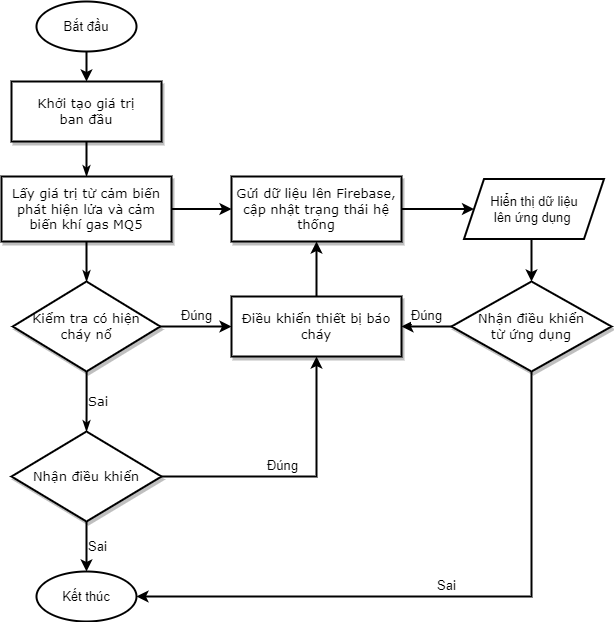 Bắt đầu
Khởi tạo giá trị
ban đầu
Lấy giá trị từ cảm biến
phát hiện lửa và cảm
biến khí gas MQ5
Gửi dữ liệu lên Firebase,
cập nhật trạng thái hệ
thống
Hiển thị dữ liệu
lên ứng dụng
Kiểm tra có hiện
cháy nổ
Đúng
Điều khiển thiết bị báo
cháy
Đúng
Nhận điều khiển
từ ứng dụng
Sai
Nhận điều khiển
Đúng
Sai
Kết thúc
Sai